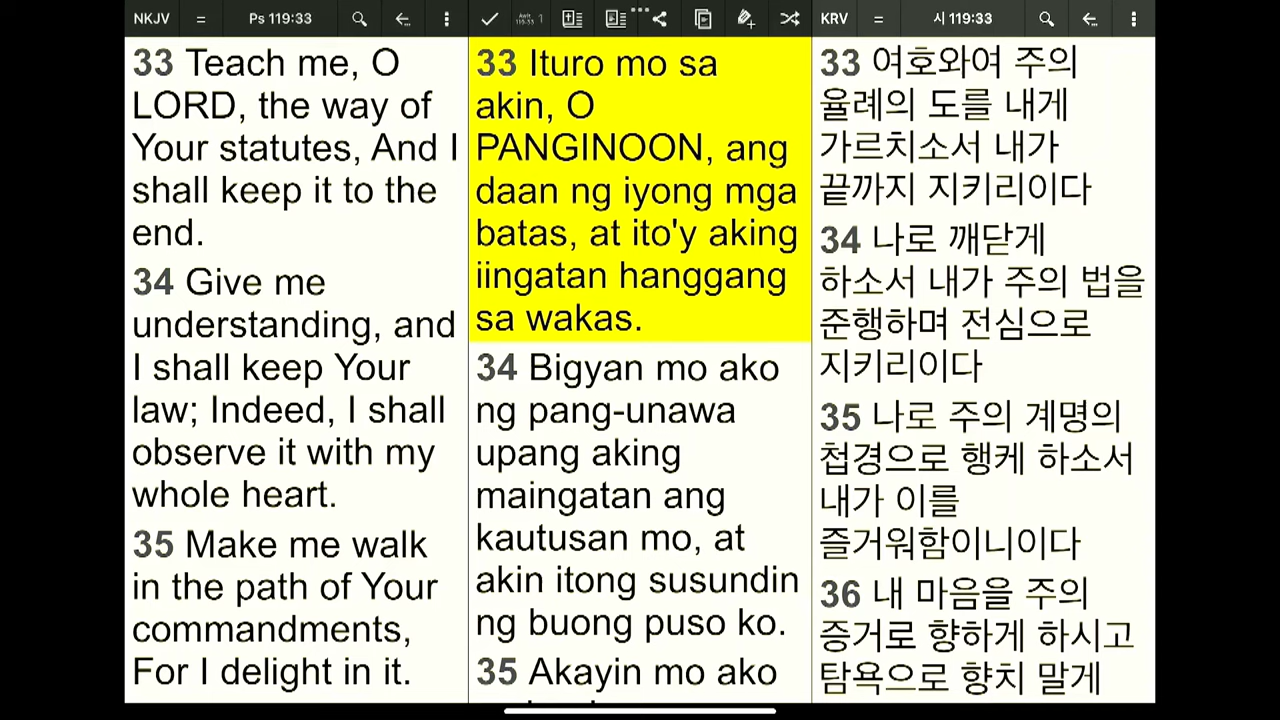 NKJV = Ps 119:33
33 Teach me, O
LORD, the way of
Your statutes, And I
shall keep it to the
end.
34 Give me
understanding, and
I shall keep Your
law; Indeed, I shall
observe it with my
whole heart.
35 Make me walk
in the path of Your
commandments,
For I delight in it.
33 Ituro mo sa
akin, O
PANGINOON, ang
daan ng iyong mga
batas, at ito'y aking
iingatan hanggang
sa wakas.
34 Bigyan mo ako
ng pang-unawa
upang aking
maingatan ang
kautusan mo, at
akin itong susundin
ng buong puso ko.
35 Akayin mo ako
KRV = 시 119:33
33 여호와여 주의
율례의 도를 내게
가르치소서 내가
끝까지 지키리이다
34 나로 깨닫게
하소서 내가 주의 법을
준행하며 전심으로
지키리이다
35 나로 주의 계명의
첩경으로 행케 하소서
내가 이를
즐거워함이니이다
36 내 마음을 주의
증거로 향하게 하시고
탐욕으로 향치 말게